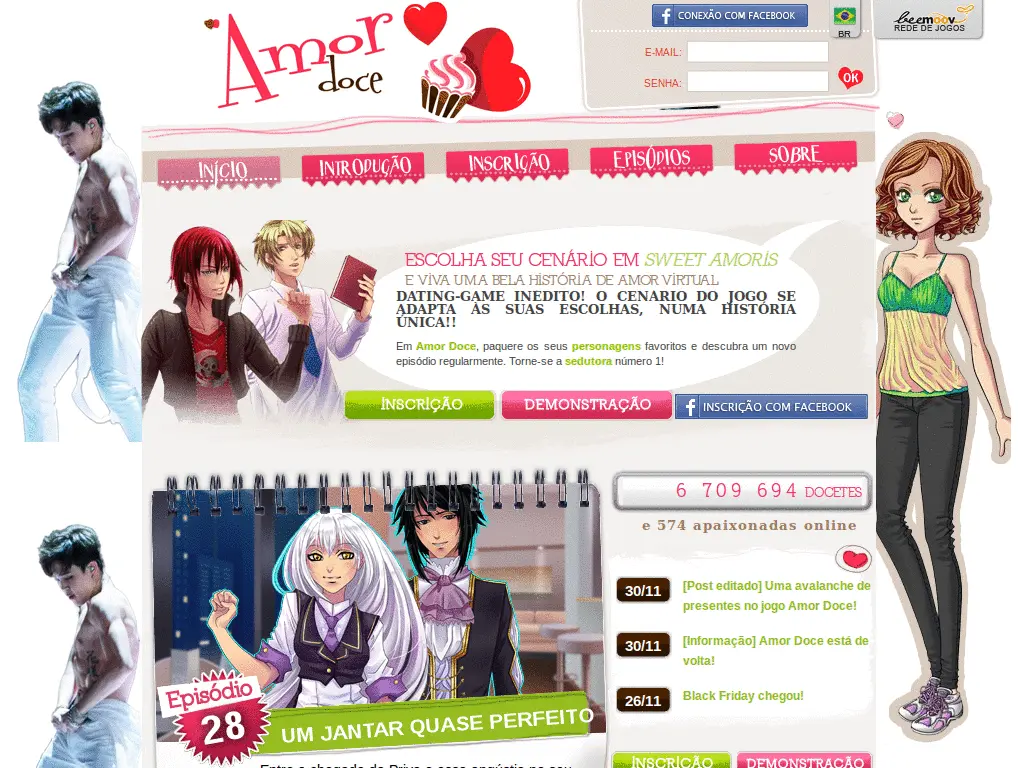 Amor
doce
CONEXÃO COM FACEBOOK
BR
beemoov
REDE DE JOGOS
E-MAIL:
SENHA:
OK
INÍCIO
INTRODUÇÃO
INSCRIÇÃO
EPISÓDIOS
SOBRE
ESCOLHA SEU CENÁRIO EM SWEET AMORIS
E VIVA UMA BELA HISTÓRIA DE AMOR VIRTUAL
DATING-GAME INEDITO! O CENARIO DO JOGO SE
ADAPTA ÀS SUAS ESCOLHAS, NUMA HISTÓRIA
ÚNICA!!
Em Amor Doce, paquere os seus personagens favoritos e descubra um novo
episódio regularmente. Torne-se a sedutora número 1!
INSCRIÇÃO
DEMONSTRAÇÃO
INSCRIÇÃO COM FACEBOOK
6 709 694 DOCETES
e 574 apaixonadas online
30/11
[Post editado] Uma avalanche de
presentes no jogo Amor Doce!
30/11
[Informação] Amor Doce está de
volta!
26/11
Black Friday chegou!
Episódio
28
UM JANTAR QUASE PERFEITO
INSCRIÇÃO
DEMONSTRAÇÃO